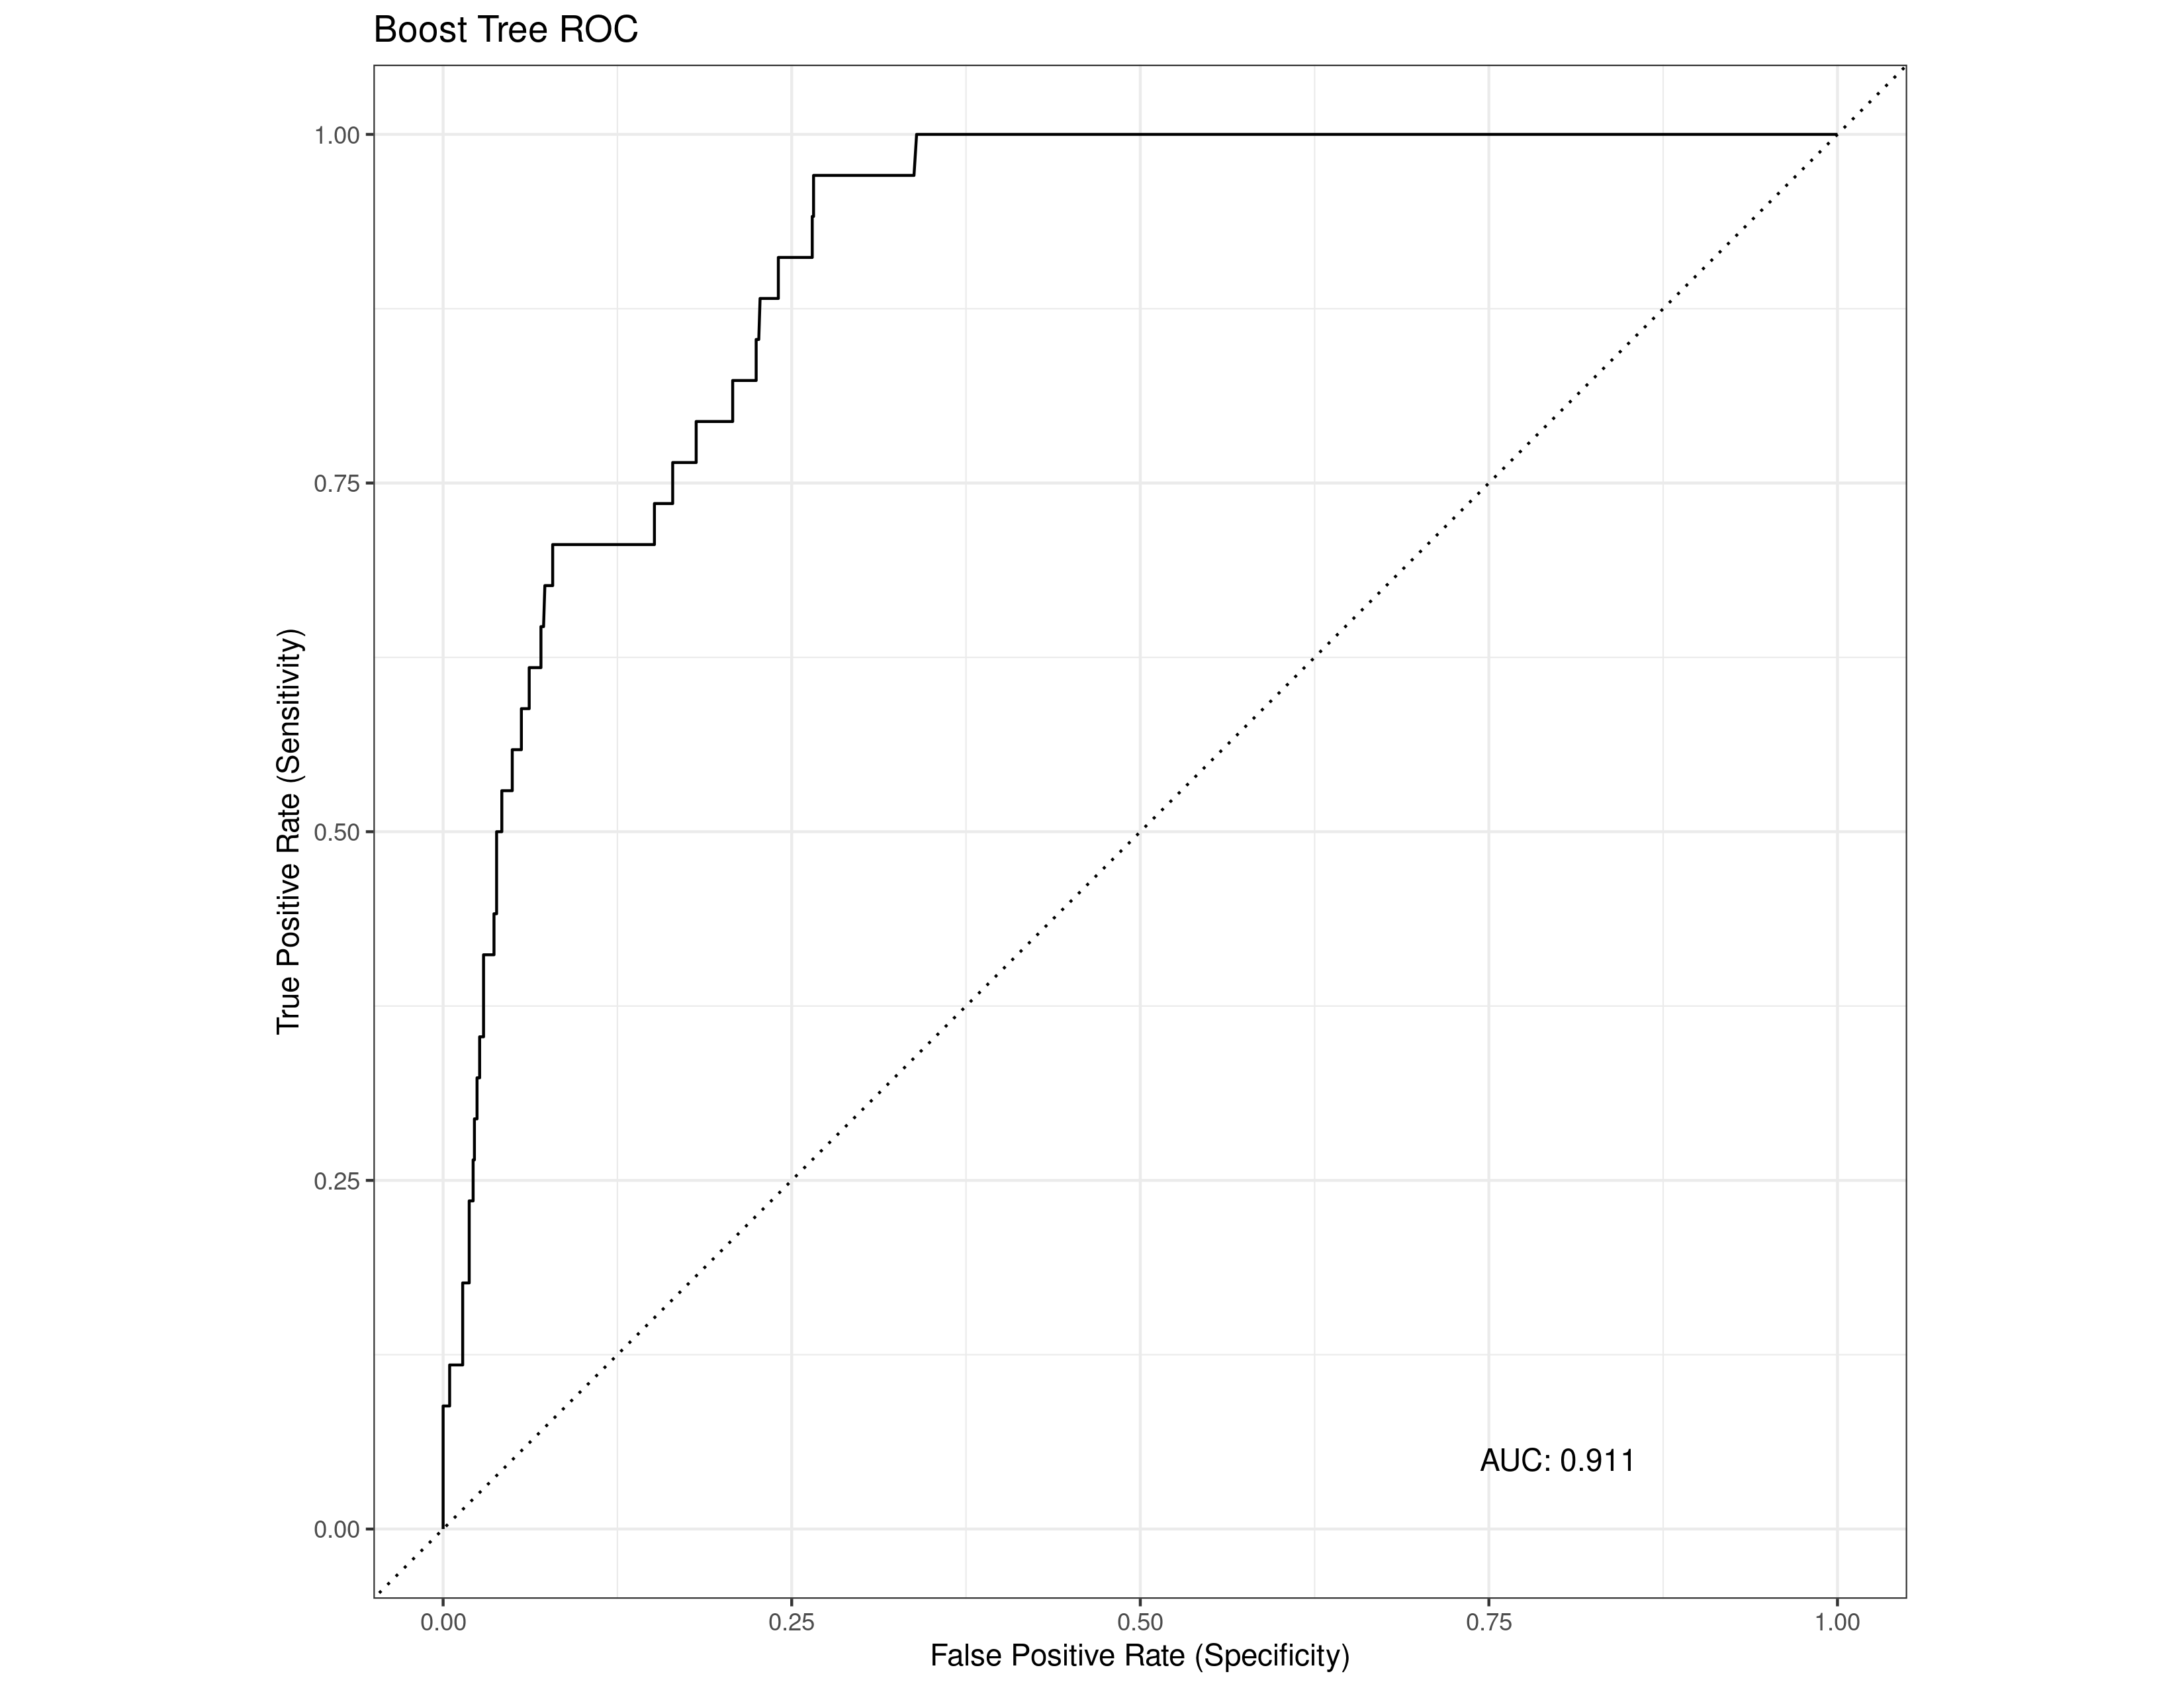 Boost Tree ROC
True Positive Rate (Sensitivity)
1.00
0.75
0.50
0.25
0.00
AUC: 0.911
0.00 0.25 0.50 0.75 1.00
False Positive Rate (Specificity)